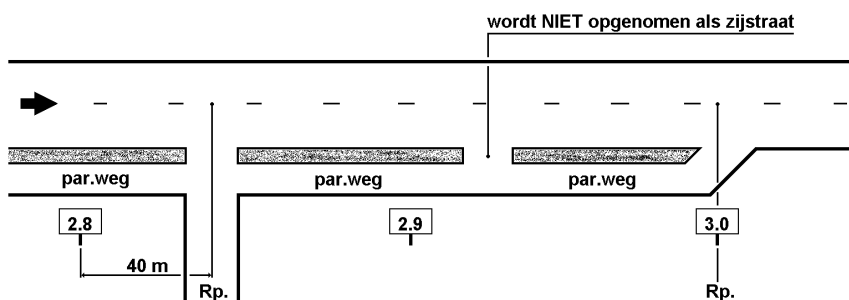 wordt NIET opgenomen als zijstraat
par.weg par.weg par.weg
2.8 2.9 3.0
40 m
Rp. Rp.